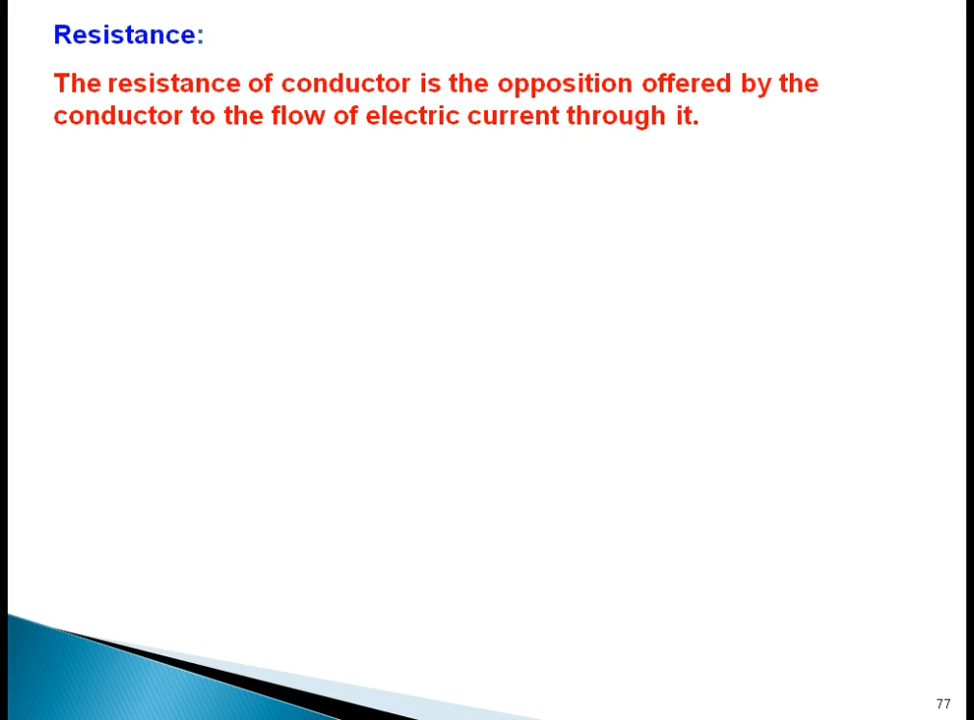 Resistance:
The resistance of conductor is the opposition offered by the
conductor to the flow of electric current through it.
77